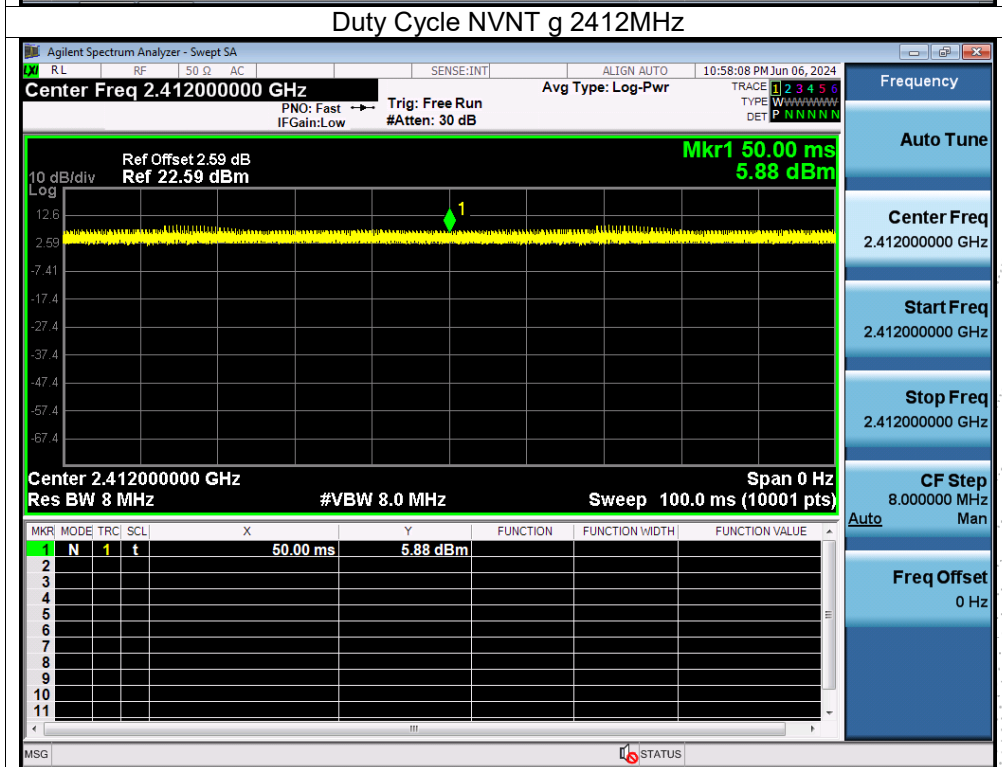 Duty Cycle NVNT g 2412MHz
Agilent Spectrum Analyzer - Swept SA
LXI RL RF 50 Ω AC SENSE:INT ALIGN AUTO 10:58:08 PM Jun 06, 2024
Center Freq 2.412000000 GHz
PNO: Fast
IFGain:Low
Trig: Free Run
#Atten: 30 dB
Avg Type: Log-Pwr
TRACE 1 2 3 4 5 6
TYPE WWWWWW
DET P N N N N N
Mkr1 50.00 ms
5.88 dBm
Ref Offset 2.59 dB
10 dB/div Ref 22.59 dBm
Log
1
12.6
2.59
-7.41
-17.4
-27.4
-37.4
-47.4
-57.4
-67.4
Center 2.412000000 GHz Span 0 Hz
Res BW 8 MHz #VBW 8.0 MHz Sweep 100.0 ms (10001 pts)
MKR MODE TRC SCL X Y FUNCTION FUNCTION WIDTH FUNCTION VALUE
1 N 1 t 50.00 ms 5.88 dBm
2
3
4
5
6
7
8
9
10
11
MSG STATUS
Frequency
Auto Tune
Center Freq
2.412000000 GHz
Start Freq
2.412000000 GHz
Stop Freq
2.412000000 GHz
CF Step
8.000000 MHz
Auto Man
Freq Offset
0 Hz